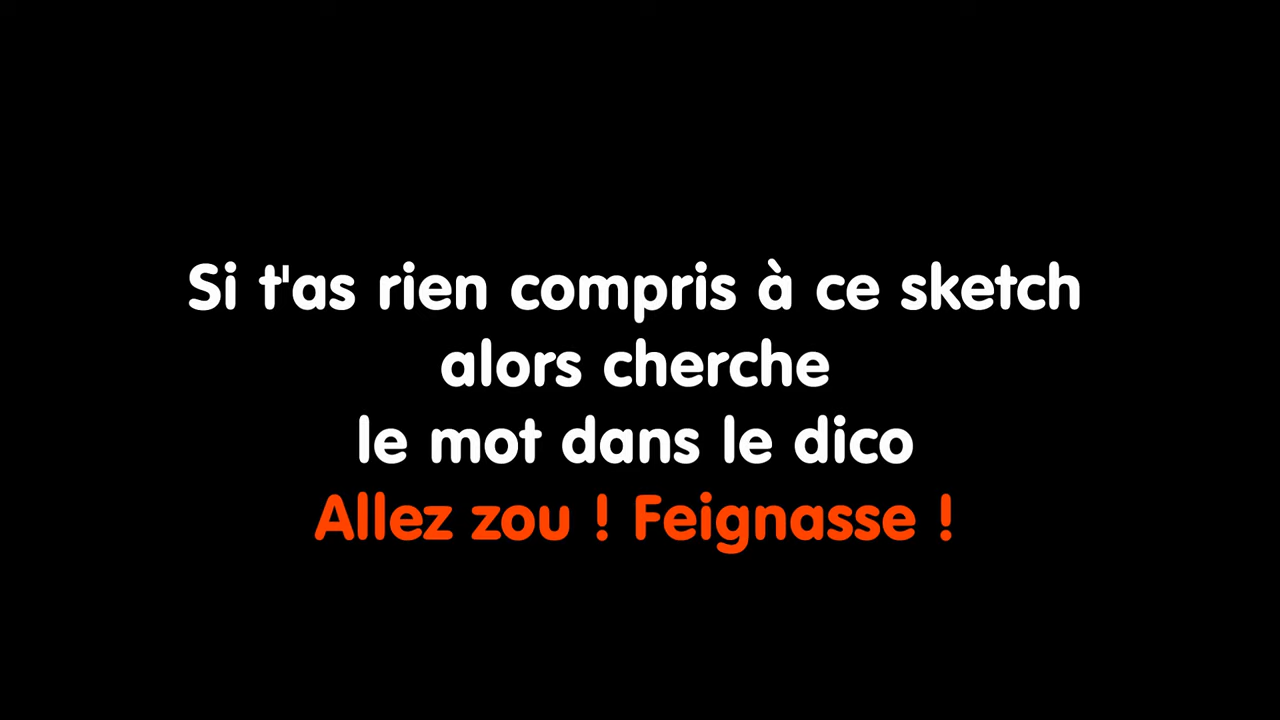 Si t'as rien compris à ce sketch
alors cherche
le mot dans le dico
Allez zou ! Feignasse !